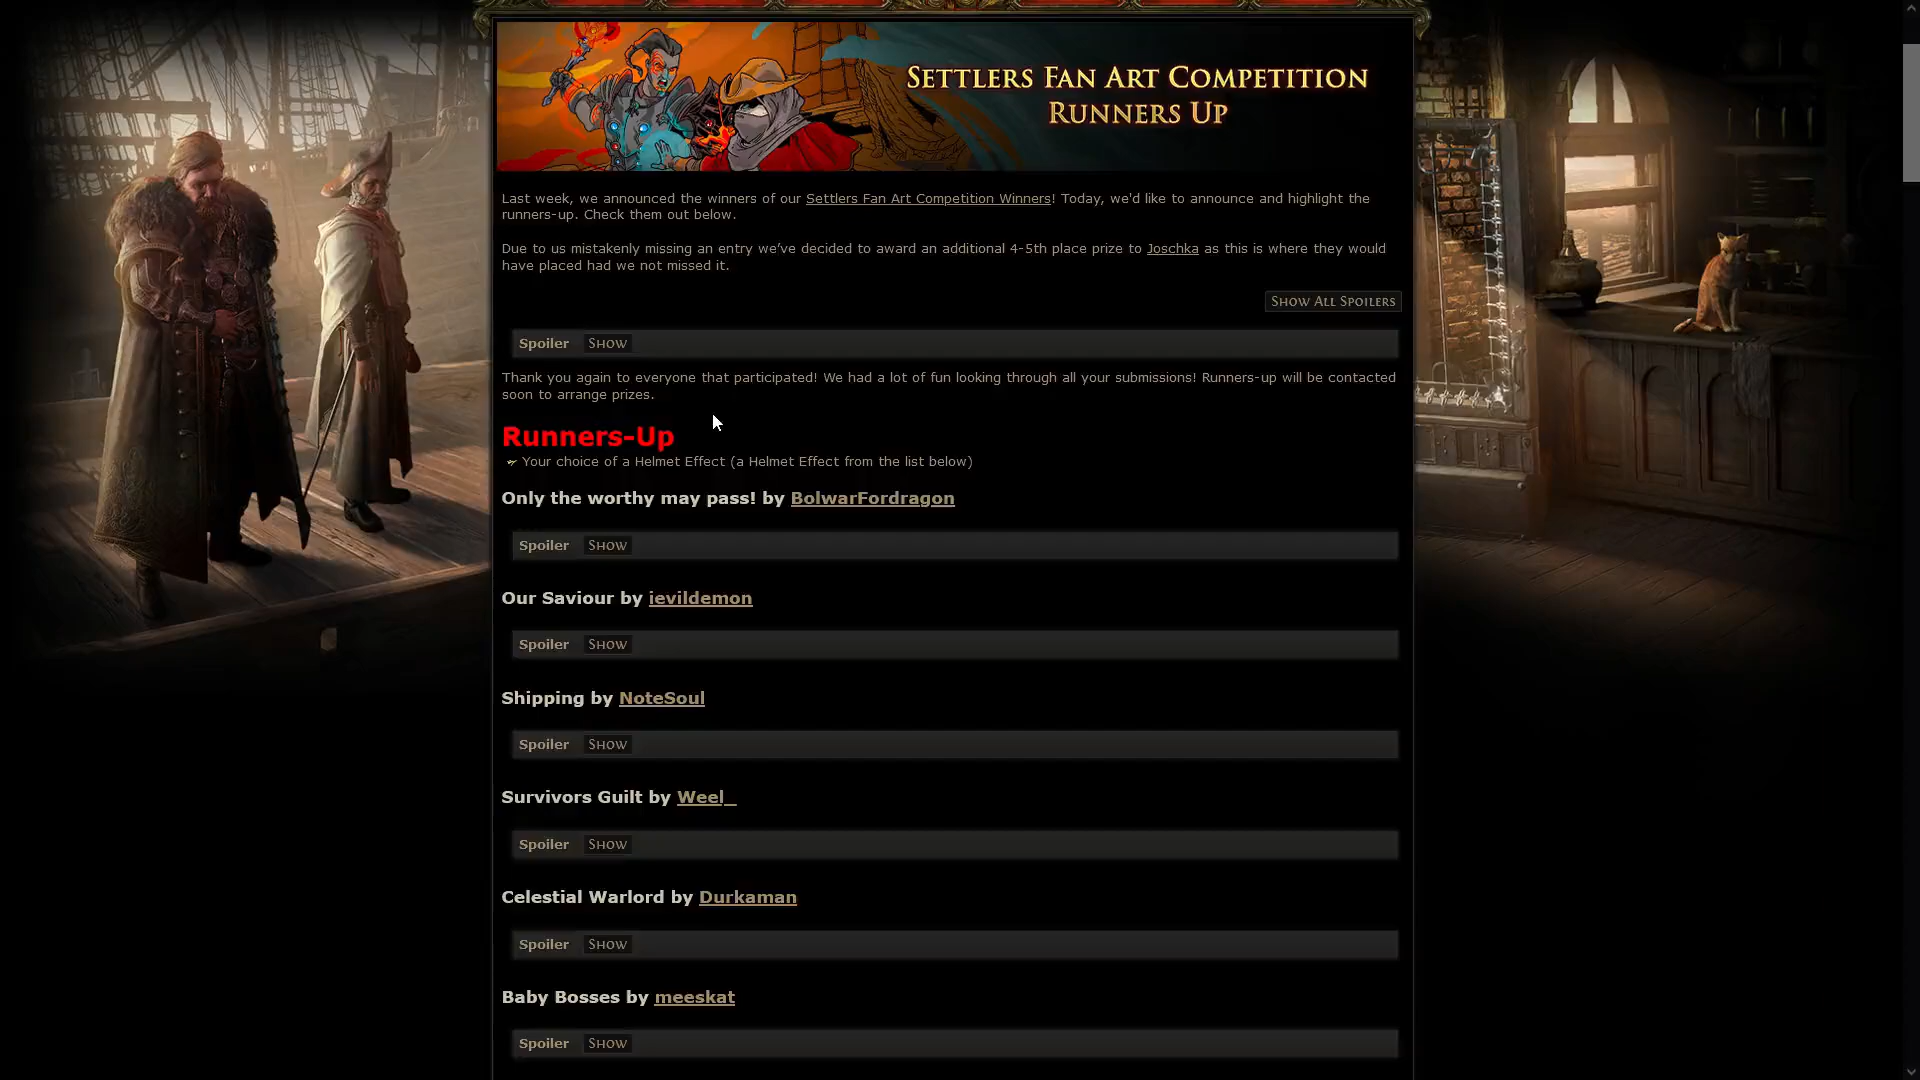 Settlers Fan Art Competition
Runners Up
Last week, we announced the winners of our Settlers Fan Art Competition Winners! Today, we'd like to announce and highlight the
runners-up. Check them out below.
Due to us mistakenly missing an entry we’ve decided to award an additional 4-5th place prize to Joschka as this is where they would
have placed had we not missed it.
Show All Spoilers
Spoiler Show
Thank you again to everyone that participated! We had a lot of fun looking through all your submissions! Runners-up will be contacted
soon to arrange prizes.
Runners-Up
Your choice of a Helmet Effect (a Helmet Effect from the list below)
Only the worthy may pass! by BolwarFordragon
Spoiler Show
Our Saviour by ievildemon
Spoiler Show
Shipping by NoteSoul
Spoiler Show
Survivors Guilt by Weel_
Spoiler Show
Celestial Warlord by Durkaman
Spoiler Show
Baby Bosses by meeskat
Spoiler Show